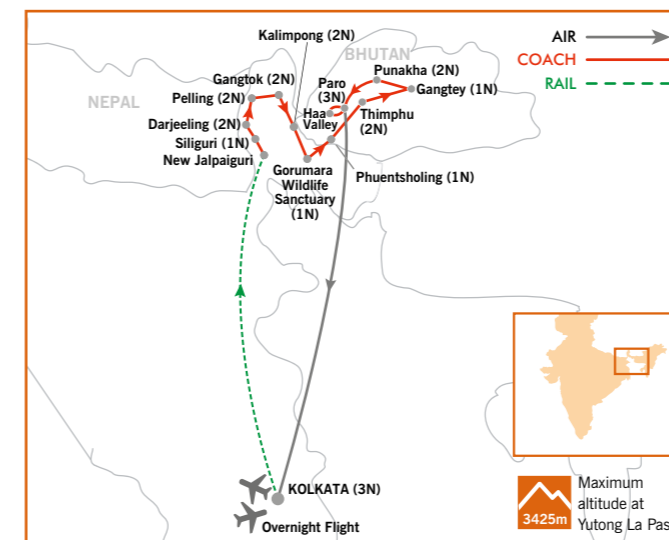 Kalimpong (2N)
AIR
COACH
RAIL
BHUTAN
NEPAL
Gangtok (2N)
Pelling (2N)
Darjeeling (2N)
Siliguri (1N)
New Jalpaiguri
Paro
(3N)
Haa
Valley
Punakha (2N)
Gangtey (1N)
Thimphu
(2N)
Phuentsholing (1N)
Gorumara
Wildlife
Sanctuary
(1N)
KOLKATA (3N)
Overnight Flight
3425m
Maximum
altitude at
Yutong La Pas